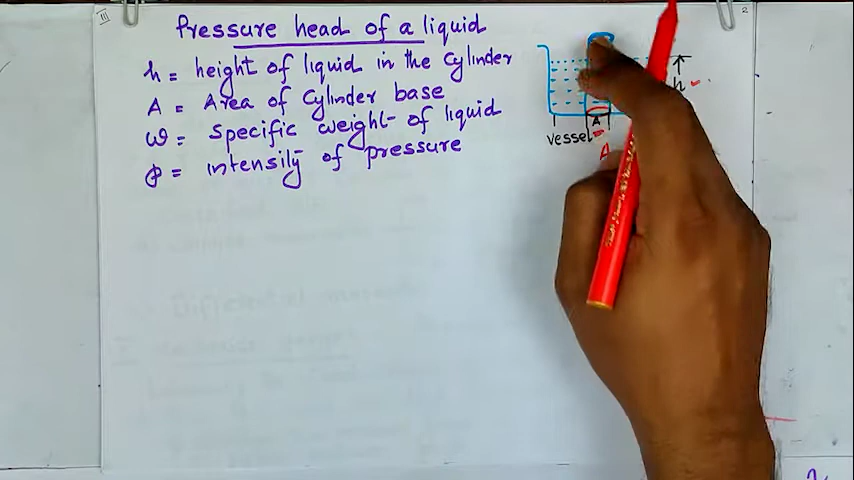 Pressure head of a liquid
h = height of liquid in the cylinder
A = Area of Cylinder base
w = Specific weight of liquid
p = intensity of pressure
h
A
vessel
A
2